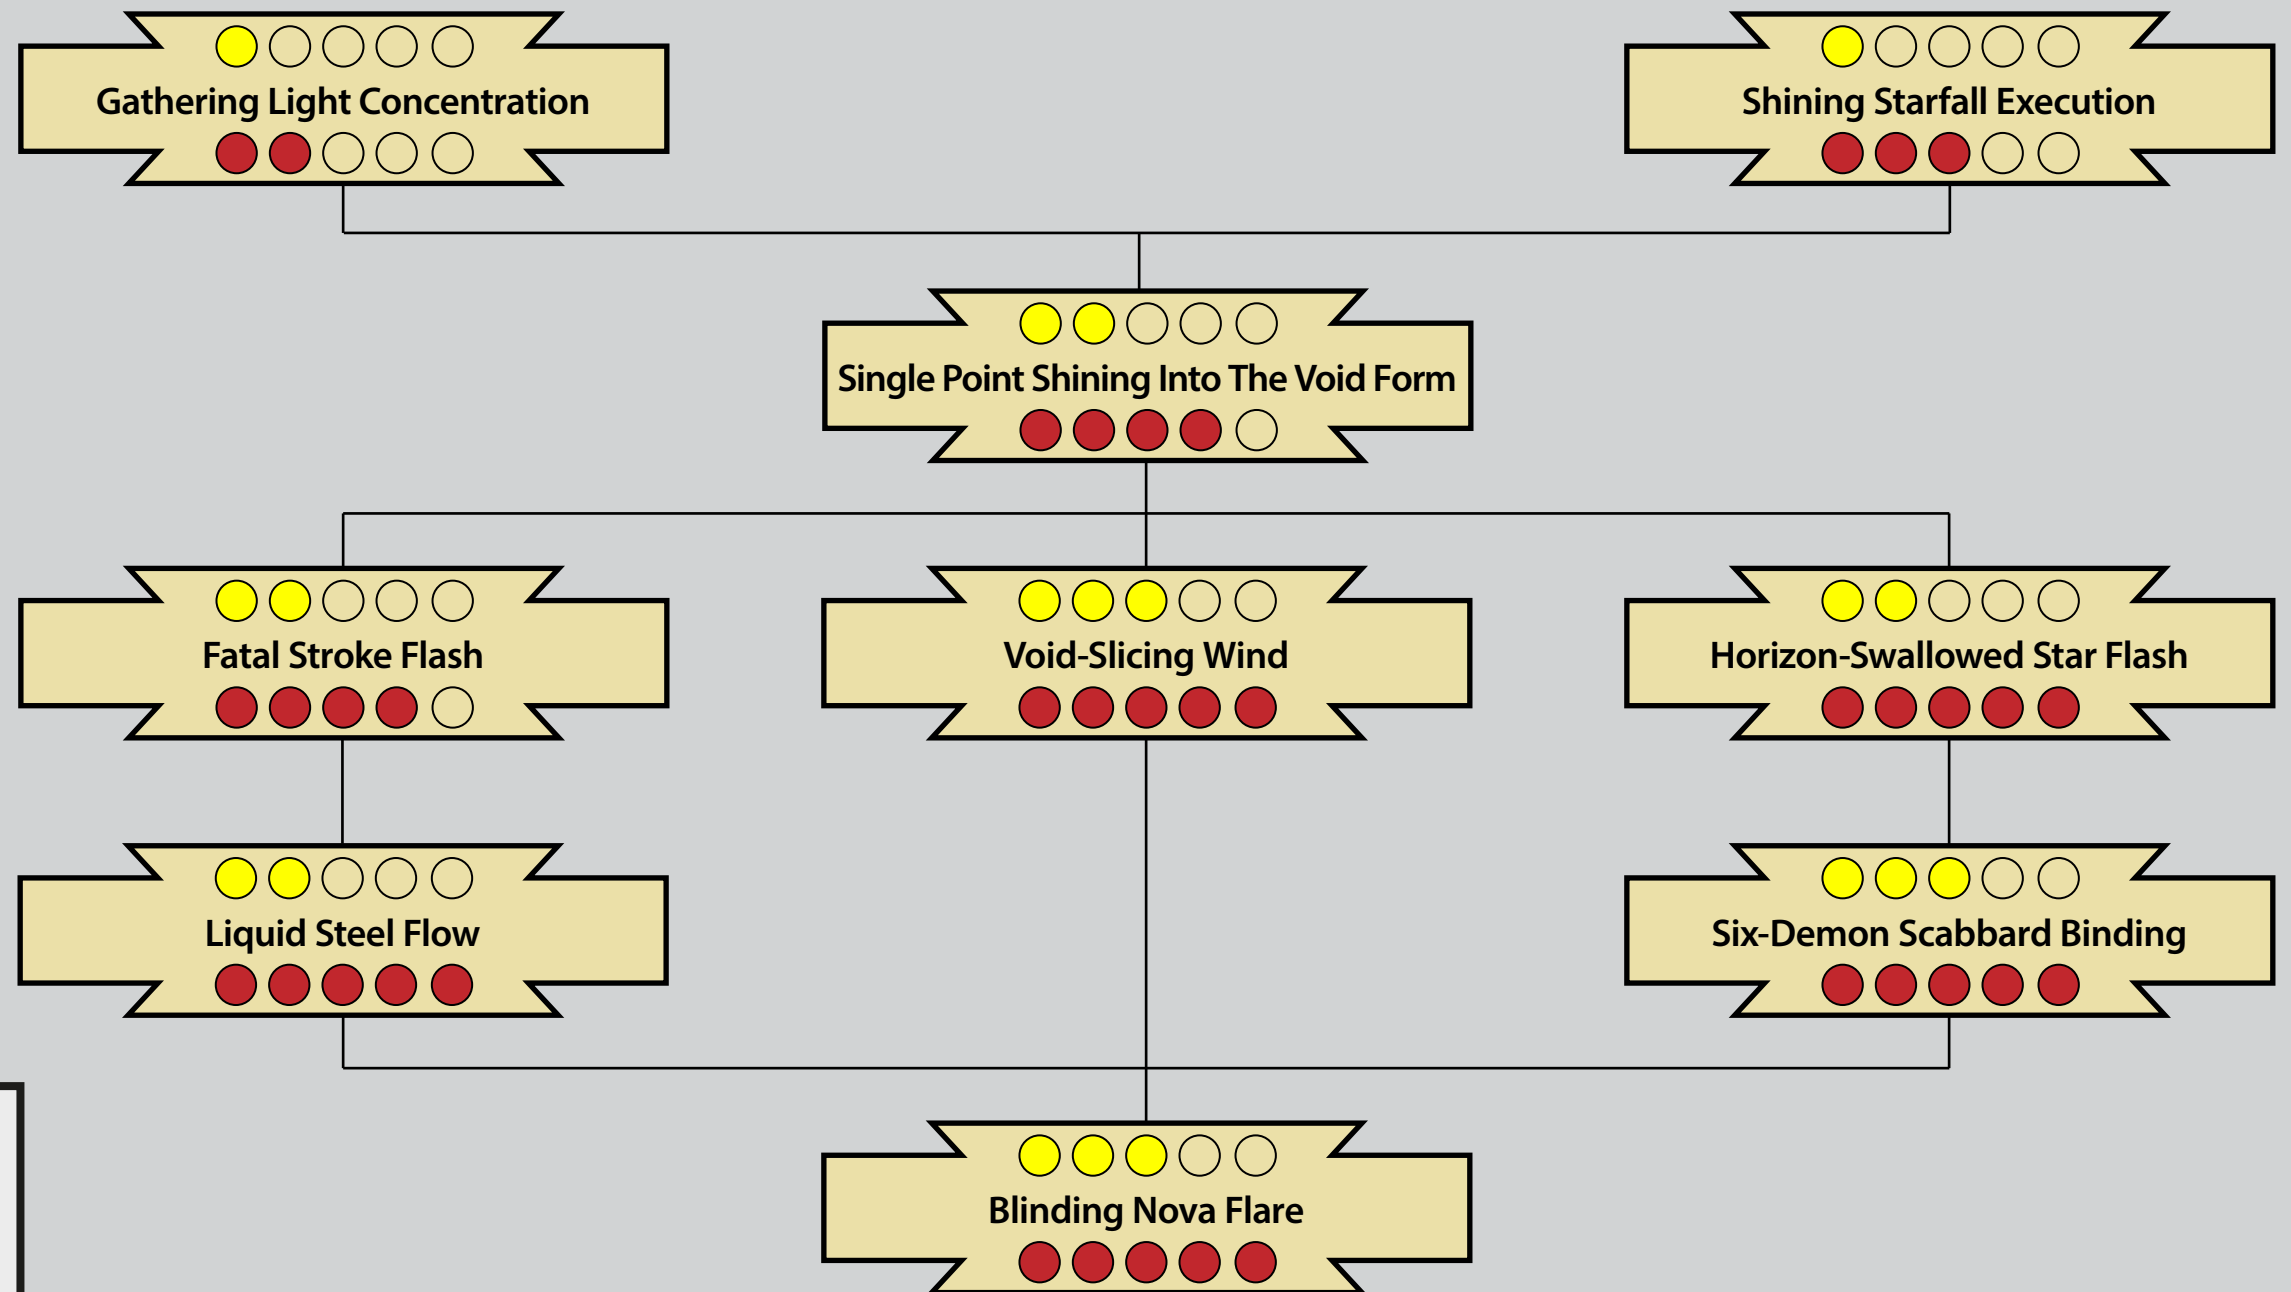 Gathering Light Concentration
Shining Starfall Execution
Single Point Shining Into The Void Form
Fatal Stroke Flash
Void-Slicing Wind
Horizon-Swallowed Star Flash
Liquid Steel Flow
Six-Demon Scabbard Binding
Blinding Nova Flare